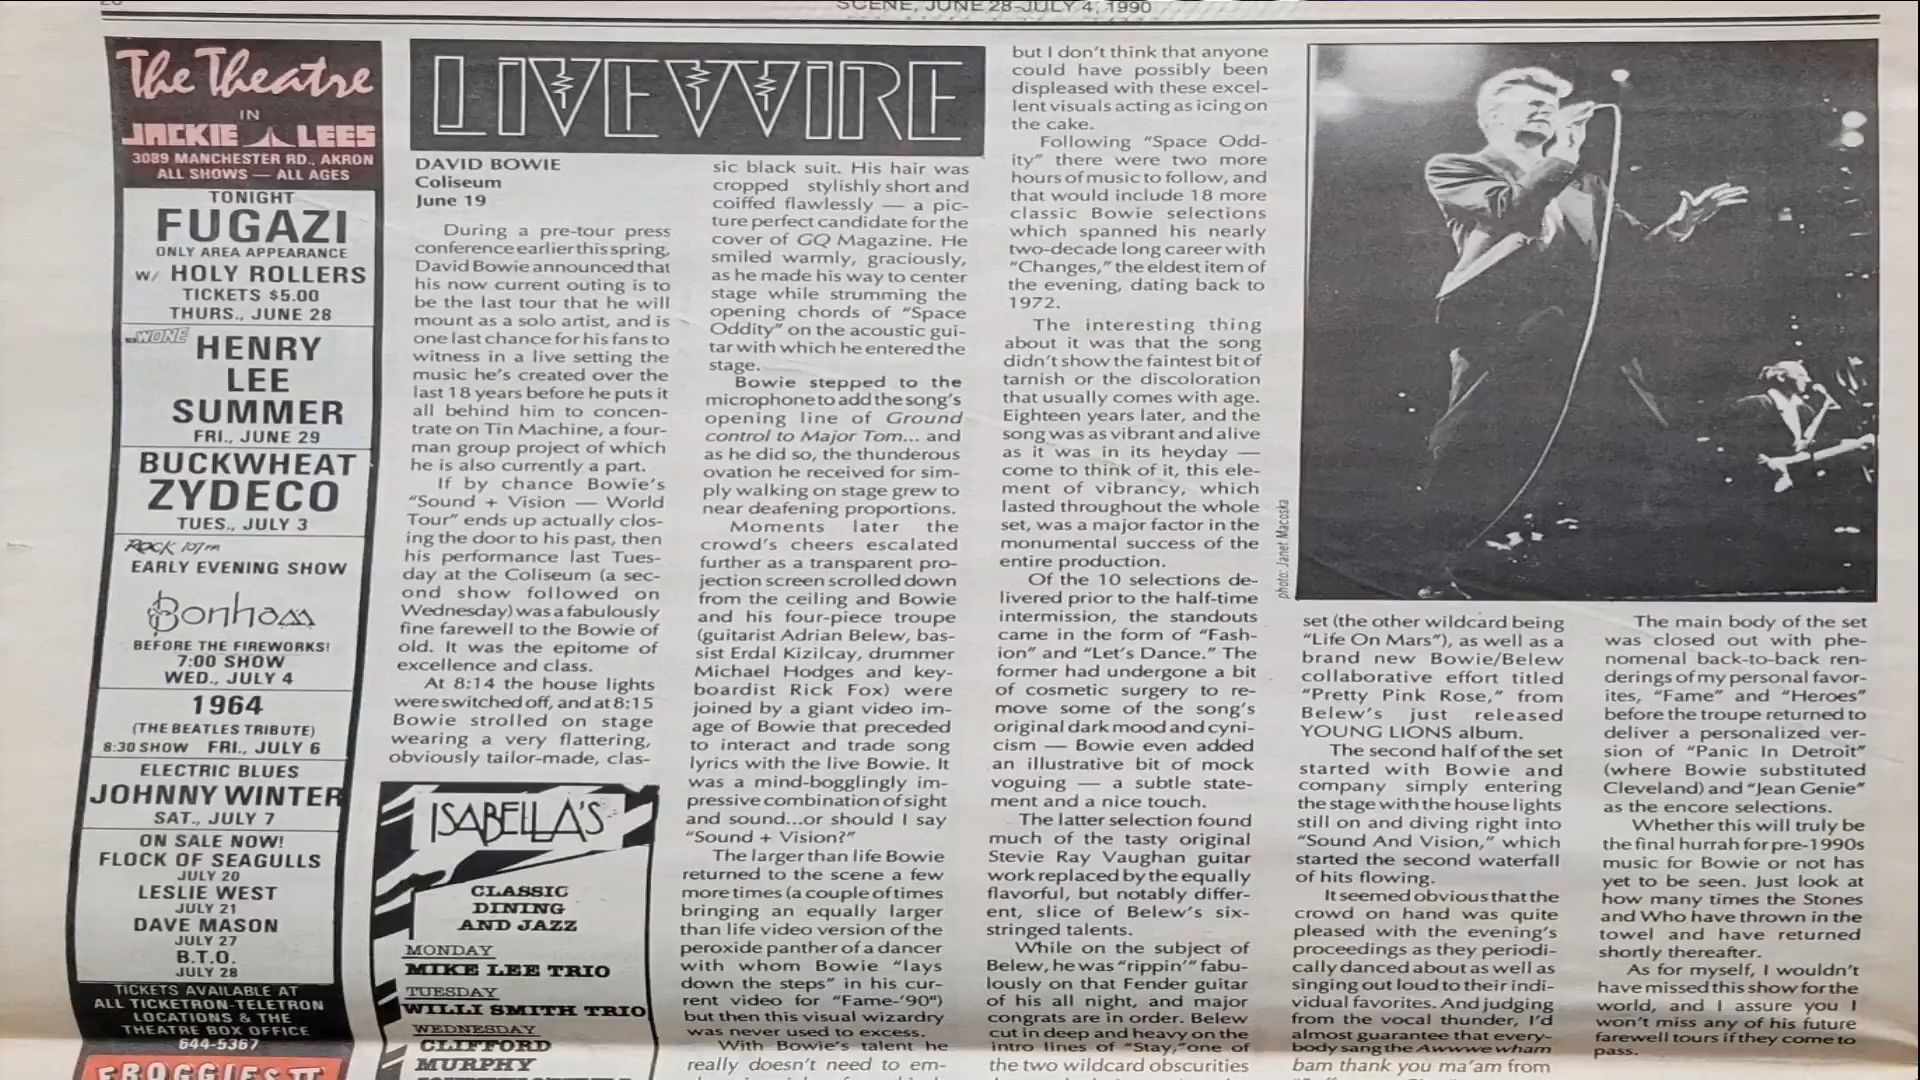 SCENE, JUNE 28-JULY 4, 1990
The Theatre
IN
JACKIE LEES
3089 MANCHESTER RD., AKRON
ALL SHOWS — ALL AGES
TONIGHT
FUGAZI
ONLY AREA APPEARANCE
W/ HOLY ROLLERS
TICKETS $5.00
THURS., JUNE 28
WONE
HENRY
LEE
SUMMER
FRI., JUNE 29
BUCKWHEAT
ZYDECO
TUES., JULY 3
ROCK 107 FM
EARLY EVENING SHOW
Bonham
BEFORE THE FIREWORKS!
7:00 SHOW
WED., JULY 4
1964
(THE BEATLES TRIBUTE)
8:30 SHOW FRI., JULY 6
ELECTRIC BLUES
JOHNNY WINTER
SAT., JULY 7
ON SALE NOW!
FLOCK OF SEAGULLS
JULY 20
LESLIE WEST
JULY 21
DAVE MASON
JULY 27
B.T.O.
JULY 28
TICKETS AVAILABLE AT
ALL TICKETRON-TELETRON
LOCATIONS & THE
THEATRE BOX OFFICE
644-5367
FROGGIES II
LIVEWIRE
DAVID BOWIE
Coliseum
June 19
During a pre-tour press
conference earlier this spring,
David Bowie announced that
his now current outing is to
be the last tour that he will
mount as a solo artist, and is
one last chance for his fans to
witness in a live setting the
music he's created over the
last 18 years before he puts it
all behind him to concen-
trate on Tin Machine, a four-
man group project of which
he is also currently a part.
If by chance Bowie's
"Sound + Vision — World
Tour" ends up actually clos-
ing the door to his past, then
his performance last Tues-
day at the Coliseum (a sec-
ond show followed on
Wednesday) was a fabulously
fine farewell to the Bowie of
old. It was the epitome of
excellence and class.
At 8:14 the house lights
were switched off, and at 8:15
Bowie strolled on stage
wearing a very flattering,
obviously tailor-made, clas-
ISABELLA'S
CLASSIC
DINING
AND JAZZ
MONDAY
MIKE LEE TRIO
TUESDAY
WILLI SMITH TRIO
WEDNESDAY
CLIFFORD
MURPHY
sic black suit. His hair was
cropped stylishly short and
coiffed flawlessly — a pic-
ture perfect candidate for the
cover of GQ Magazine. He
smiled warmly, graciously,
as he made his way to center
stage while strumming the
opening chords of "Space
Oddity" on the acoustic gui-
tar with which he entered the
stage.
Bowie stepped to the
microphone to add the song's
opening line of Ground
control to Major Tom... and
as he did so, the thunderous
ovation he received for sim-
ply walking on stage grew to
near deafening proportions.
Moments later the
crowd's cheers escalated
further as a transparent pro-
jection screen scrolled down
from the ceiling and Bowie
and his four-piece troupe
(guitarist Adrian Belew, bas-
sist Erdal Kizilcay, drummer
Michael Hodges and key-
boardist Rick Fox) were
joined by a giant video im-
age of Bowie that preceded
to interact and trade song
lyrics with the live Bowie. It
was a mind-bogglingly im-
pressive combination of sight
and sound...or should I say
"Sound + Vision?"
The larger than life Bowie
returned to the scene a few
more times (a couple of times
bringing an equally larger
than life video version of the
peroxide panther of a dancer
with whom Bowie "lays
down the steps" in his cur-
rent video for "Fame-'90")
but then this visual wizardry
was never used to excess.
With Bowie's talent he
really doesn't need to em-
but I don't think that anyone
could have possibly been
displeased with these excel-
lent visuals acting as icing on
the cake.
Following "Space Odd-
ity" there were two more
hours of music to follow, and
that would include 18 more
classic Bowie selections
which spanned his nearly
two-decade long career with
"Changes," the eldest item of
the evening, dating back to
1972.
The interesting thing
about it was that the song
didn't show the faintest bit of
tarnish or the discoloration
that usually comes with age.
Eighteen years later, and the
song was as vibrant and alive
as it was in its heyday —
come to think of it, this ele-
ment of vibrancy, which
lasted throughout the whole
set, was a major factor in the
monumental success of the
entire production.
Of the 10 selections de-
livered prior to the half-time
intermission, the standouts
came in the form of "Fash-
ion" and "Let's Dance." The
former had undergone a bit
of cosmetic surgery to re-
move some of the song's
original dark mood and cyni-
cism — Bowie even added
an illustrative bit of mock
voguing — a subtle state-
ment and a nice touch.
The latter selection found
much of the tasty original
Stevie Ray Vaughan guitar
work replaced by the equally
flavorful, but notably differ-
ent, slice of Belew's six-
stringed talents.
While on the subject of
Belew, he was "rippin'" fabu-
lously on that Fender guitar
of his all night, and major
congrats are in order. Belew
cut in deep and heavy on the
intro lines of "Stay," one of
the two wildcard obscurities
photo: Janet Macoska
set (the other wildcard being
"Life On Mars"), as well as a
brand new Bowie/Belew
collaborative effort titled
"Pretty Pink Rose," from
Belew's just released
YOUNG LIONS album.
The second half of the set
started with Bowie and
company simply entering
the stage with the house lights
still on and diving right into
"Sound And Vision," which
started the second waterfall
of hits flowing.
It seemed obvious that the
crowd on hand was quite
pleased with the evening's
proceedings as they periodi-
cally danced about as well as
singing out loud to their indi-
vidual favorites. And judging
from the vocal thunder, I'd
almost guarantee that every-
body sang the Awwwe wham
bam thank you ma'am from
The main body of the set
was closed out with phe-
nomenal back-to-back ren-
derings of my personal favor-
ites, "Fame" and "Heroes"
before the troupe returned to
deliver a personalized ver-
sion of "Panic In Detroit"
(where Bowie substituted
Cleveland) and "Jean Genie"
as the encore selections.
Whether this will truly be
the final hurrah for pre-1990s
music for Bowie or not has
yet to be seen. Just look at
how many times the Stones
and Who have thrown in the
towel and have returned
shortly thereafter.
As for myself, I wouldn't
have missed this show for the
world, and I assure you I
won't miss any of his future
farewell tours if they come to
pass.